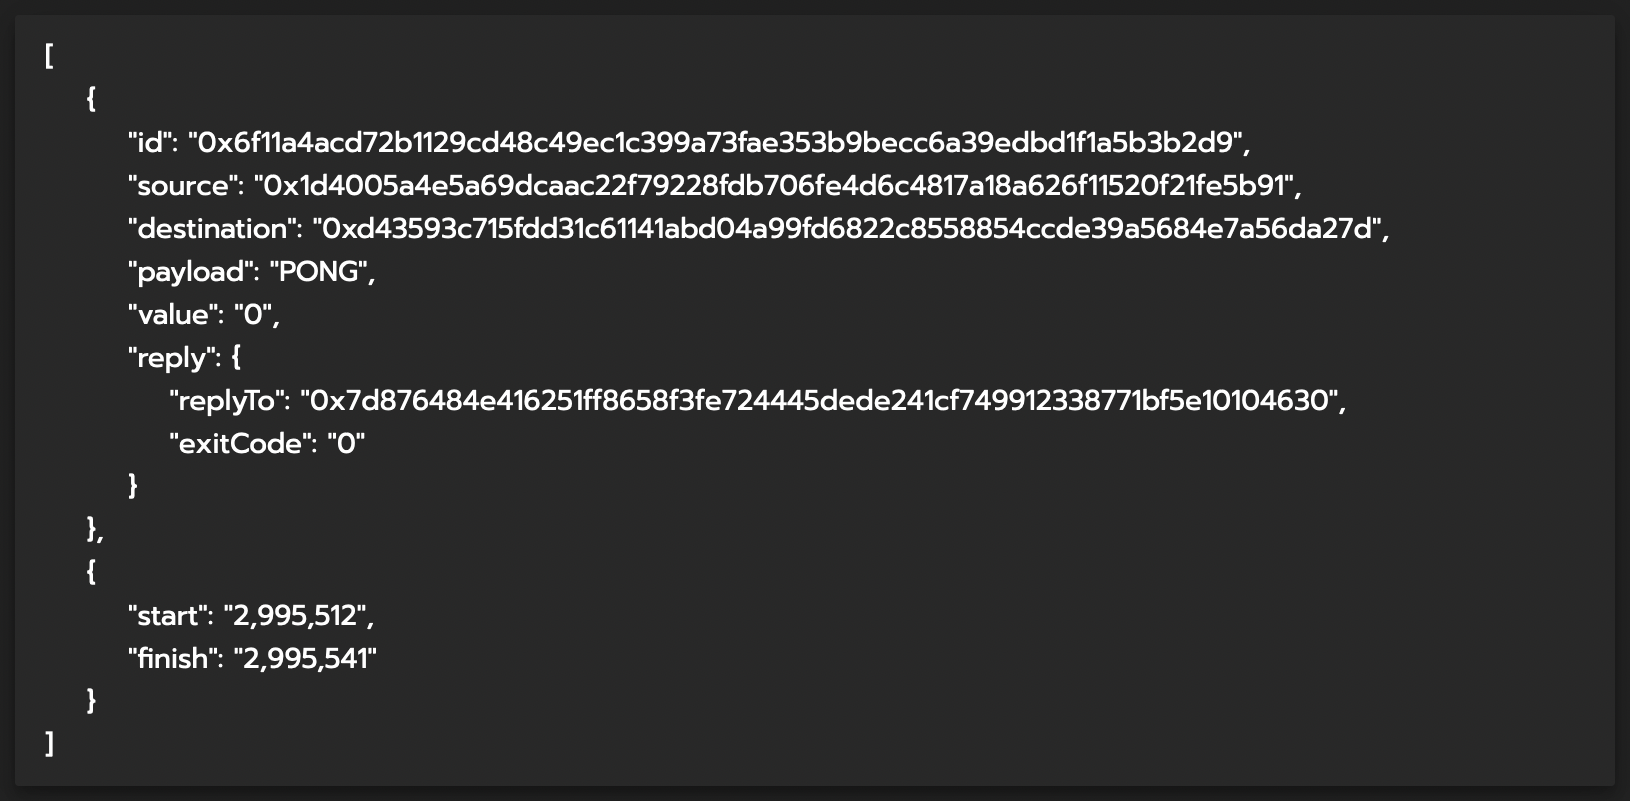 [
{
"id": "0x6f11a4acd72b1129cd48c49ec1c399a73fae353b9becc6a39edbd1f1a5b3b2d9",
"source": "0x1d4005a4e5a69dcaac22f79228fdb706fe4d6c4817a18a626f11520f21fe5b91",
"destination": "0xd43593c715fdd31c61141abd04a99fd6822c8558854ccde39a5684e7a56da27d",
"payload": "PONG",
"value": "0",
"reply": {
"replyTo": "0x7d876484e416251ff8658f3fe724445dede241cf749912338771bf5e10104630",
"exitCode": "0"
}
},
{
"start": "2,995,512",
"finish": "2,995,541"
}
]